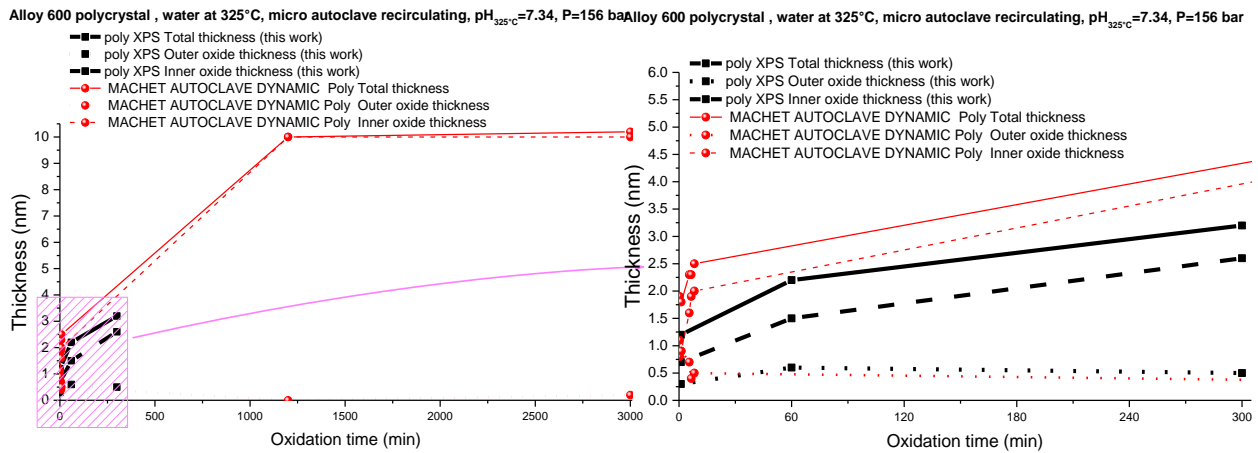 Alloy 600 polycrystal , water at 325°C, micro autoclave recirculating, pH325°C=7.34, P=156 bar
poly XPS Total thickness (this work)
poly XPS Outer oxide thickness (this work)
poly XPS Inner oxide thickness (this work)
MACHET AUTOCLAVE DYNAMIC Poly Total thickness
MACHET AUTOCLAVE DYNAMIC Poly Outer oxide thickness
MACHET AUTOCLAVE DYNAMIC Poly Inner oxide thickness
Thickness (nm)
10
9
8
7
6
5
4
3
2
1
0
0 500 1000 1500 2000 2500 3000
Oxidation time (min)
Alloy 600 polycrystal , water at 325°C, micro autoclave recirculating, pH325°C=7.34, P=156 bar
poly XPS Total thickness (this work)
poly XPS Outer oxide thickness (this work)
poly XPS Inner oxide thickness (this work)
MACHET AUTOCLAVE DYNAMIC Poly Total thickness
MACHET AUTOCLAVE DYNAMIC Poly Outer oxide thickness
MACHET AUTOCLAVE DYNAMIC Poly Inner oxide thickness
Thickness (nm)
6.0
5.5
5.0
4.5
4.0
3.5
3.0
2.5
2.0
1.5
1.0
0.5
0.0
0 60 120 180 240 300
Oxidation time (min)